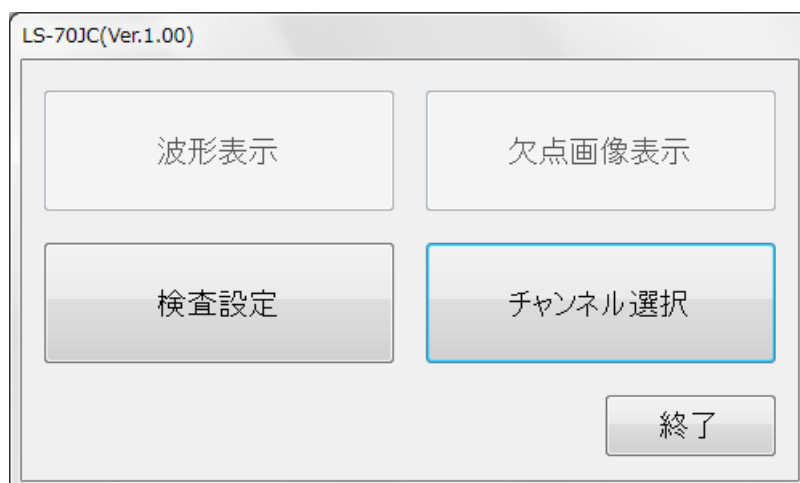 LS-70JC(Ver.1.00)
波形表示
欠点画像表示
検査設定
チャンネル選択
終了